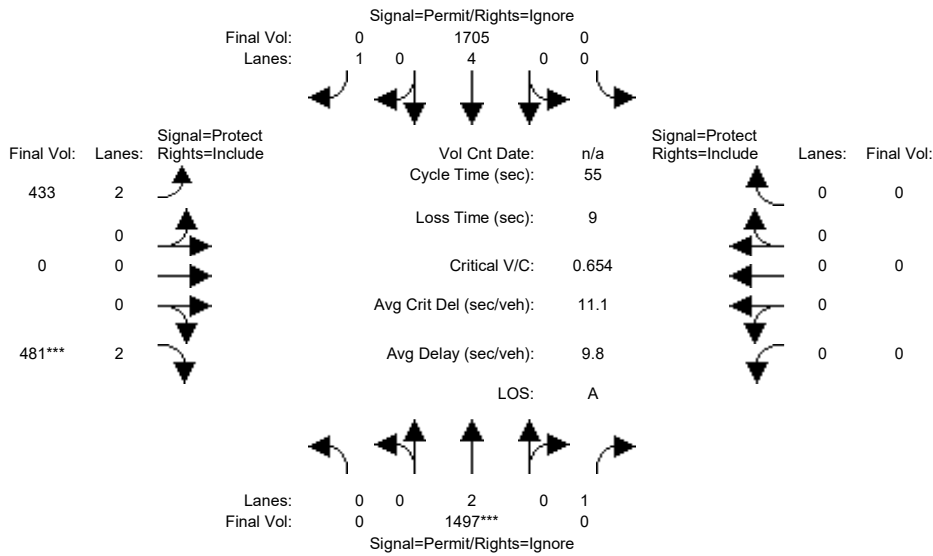 Signal=Permit/Rights=Ignore
Final Vol: 0 1705 0
Lanes: 1 0 4 0 0
Signal=Protect Signal=Protect
Final Vol: Lanes: Rights=Include Vol Cnt Date: n/a Rights=Include Lanes: Final Vol:
Cycle Time (sec): 55
433 2 0 0
Loss Time (sec): 9
0 0
0 0 Critical V/C: 0.654 0 0
0 Avg Crit Del (sec/veh): 11.1 0
481*** 2 Avg Delay (sec/veh): 9.8 0 0
LOS: A
Lanes: 0 0 2 0 1
Final Vol: 0 1497*** 0
Signal=Permit/Rights=Ignore